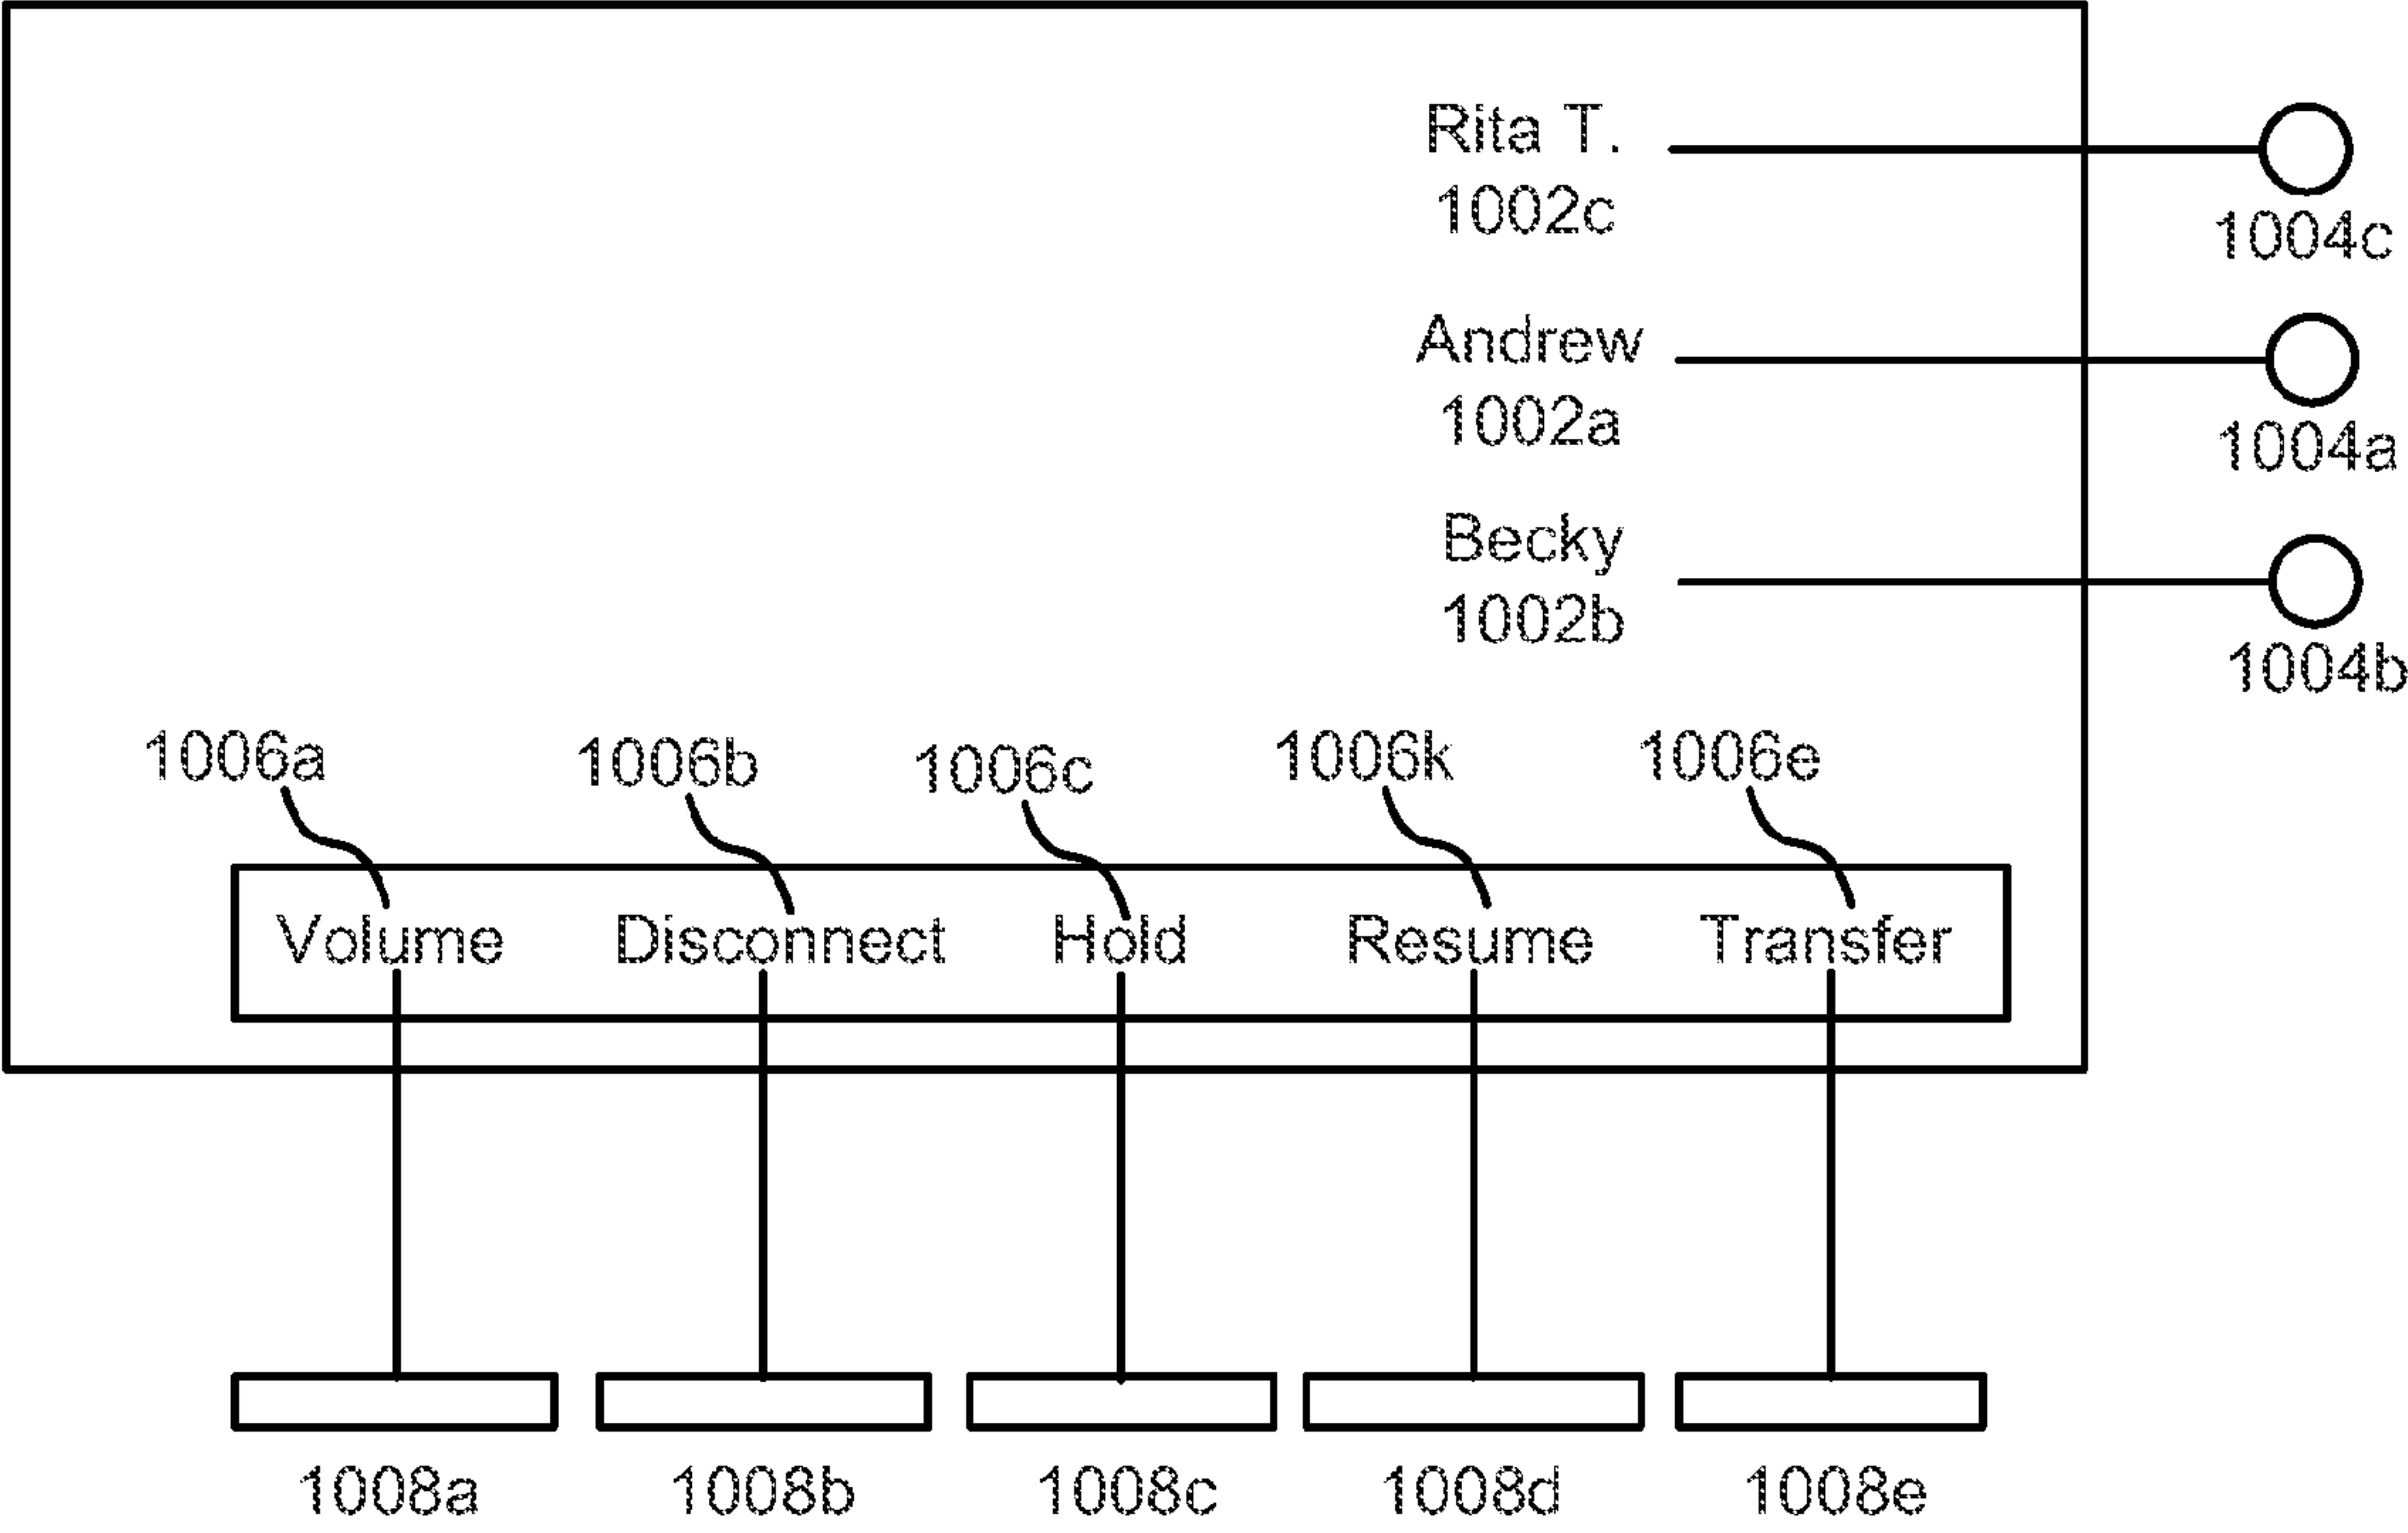 Rita T.
1002c
1004c
Andrew
1002a
1004a
Becky
1002b
1004b
1006a 1006b 1006c 1006k 1006e
Volume Disconnect Hold Resume Transfer
1008a 1008b 1008c 1008d 1008e